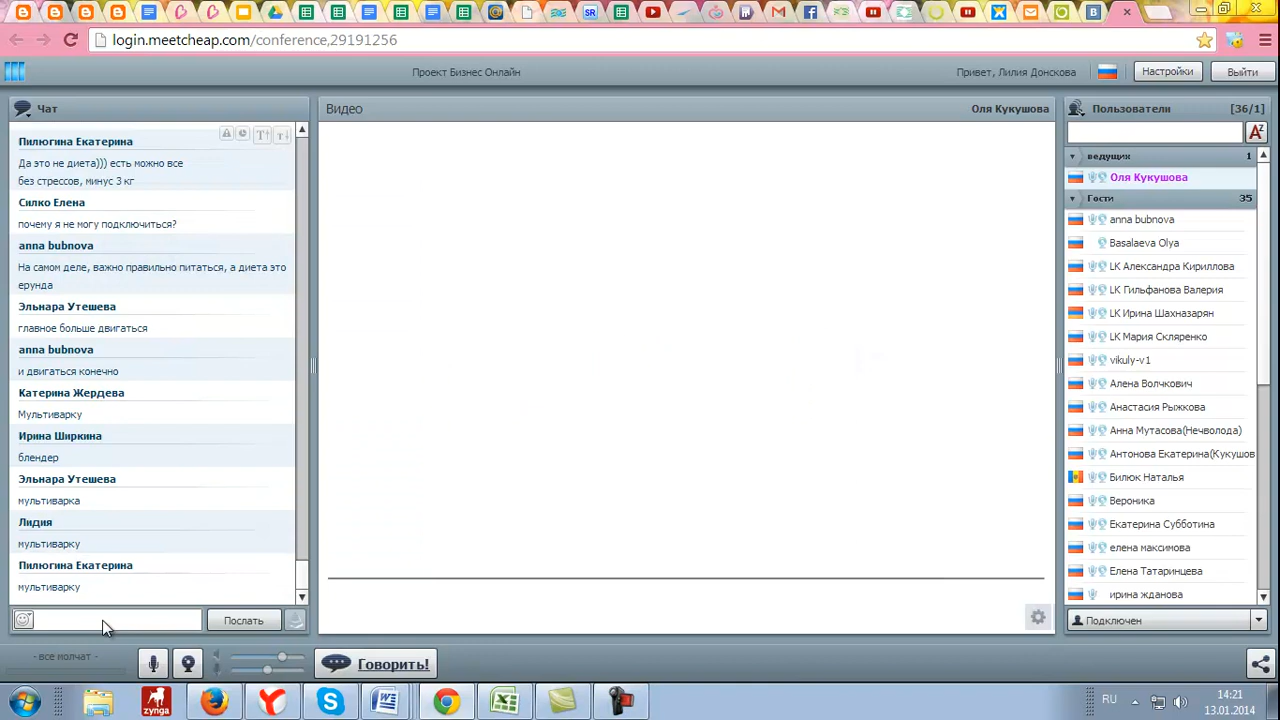 login.meetcheap.com/conference,29191256
Проект Бизнес Онлайн
Привет, Лилия Донскова
Настройки
Выйти
Чат
Пилюгина Екатерина
Да это не диета))) есть можно все
без стрессов, минус 3 кг
Силко Елена
почему я не могу подключиться?
anna bubnova
На самом деле, важно правильно питаться, а диета это
ерунда
Эльнара Утешева
главное больше двигаться
anna bubnova
и двигаться конечно
Катерина Жердева
Мультиварку
Ирина Ширкина
блендер
Эльнара Утешева
мультиварка
Лидия
мультиварку
Пилюгина Екатерина
мультиварку
Послать
Видео
Оля Кукушова
Пользователи
[36/1]
ведущих 1
Оля Кукушова
Гости 35
anna bubnova
Basalaeva Olya
LK Александра Кириллова
LK Гильфанова Валерия
LK Ирина Шахназарян
LK Мария Скляренко
vikuly-v1
Алена Волчкович
Анастасия Рыжкова
Анна Мутасова(Нечволода)
Антонова Екатерина(Кукушов
Билюк Наталья
Вероника
Екатерина Субботина
елена максимова
Елена Татаринцева
ирина жданова
Подключен
- все молчат -
Говорить!
zynga
RU
14:21
13.01.2014